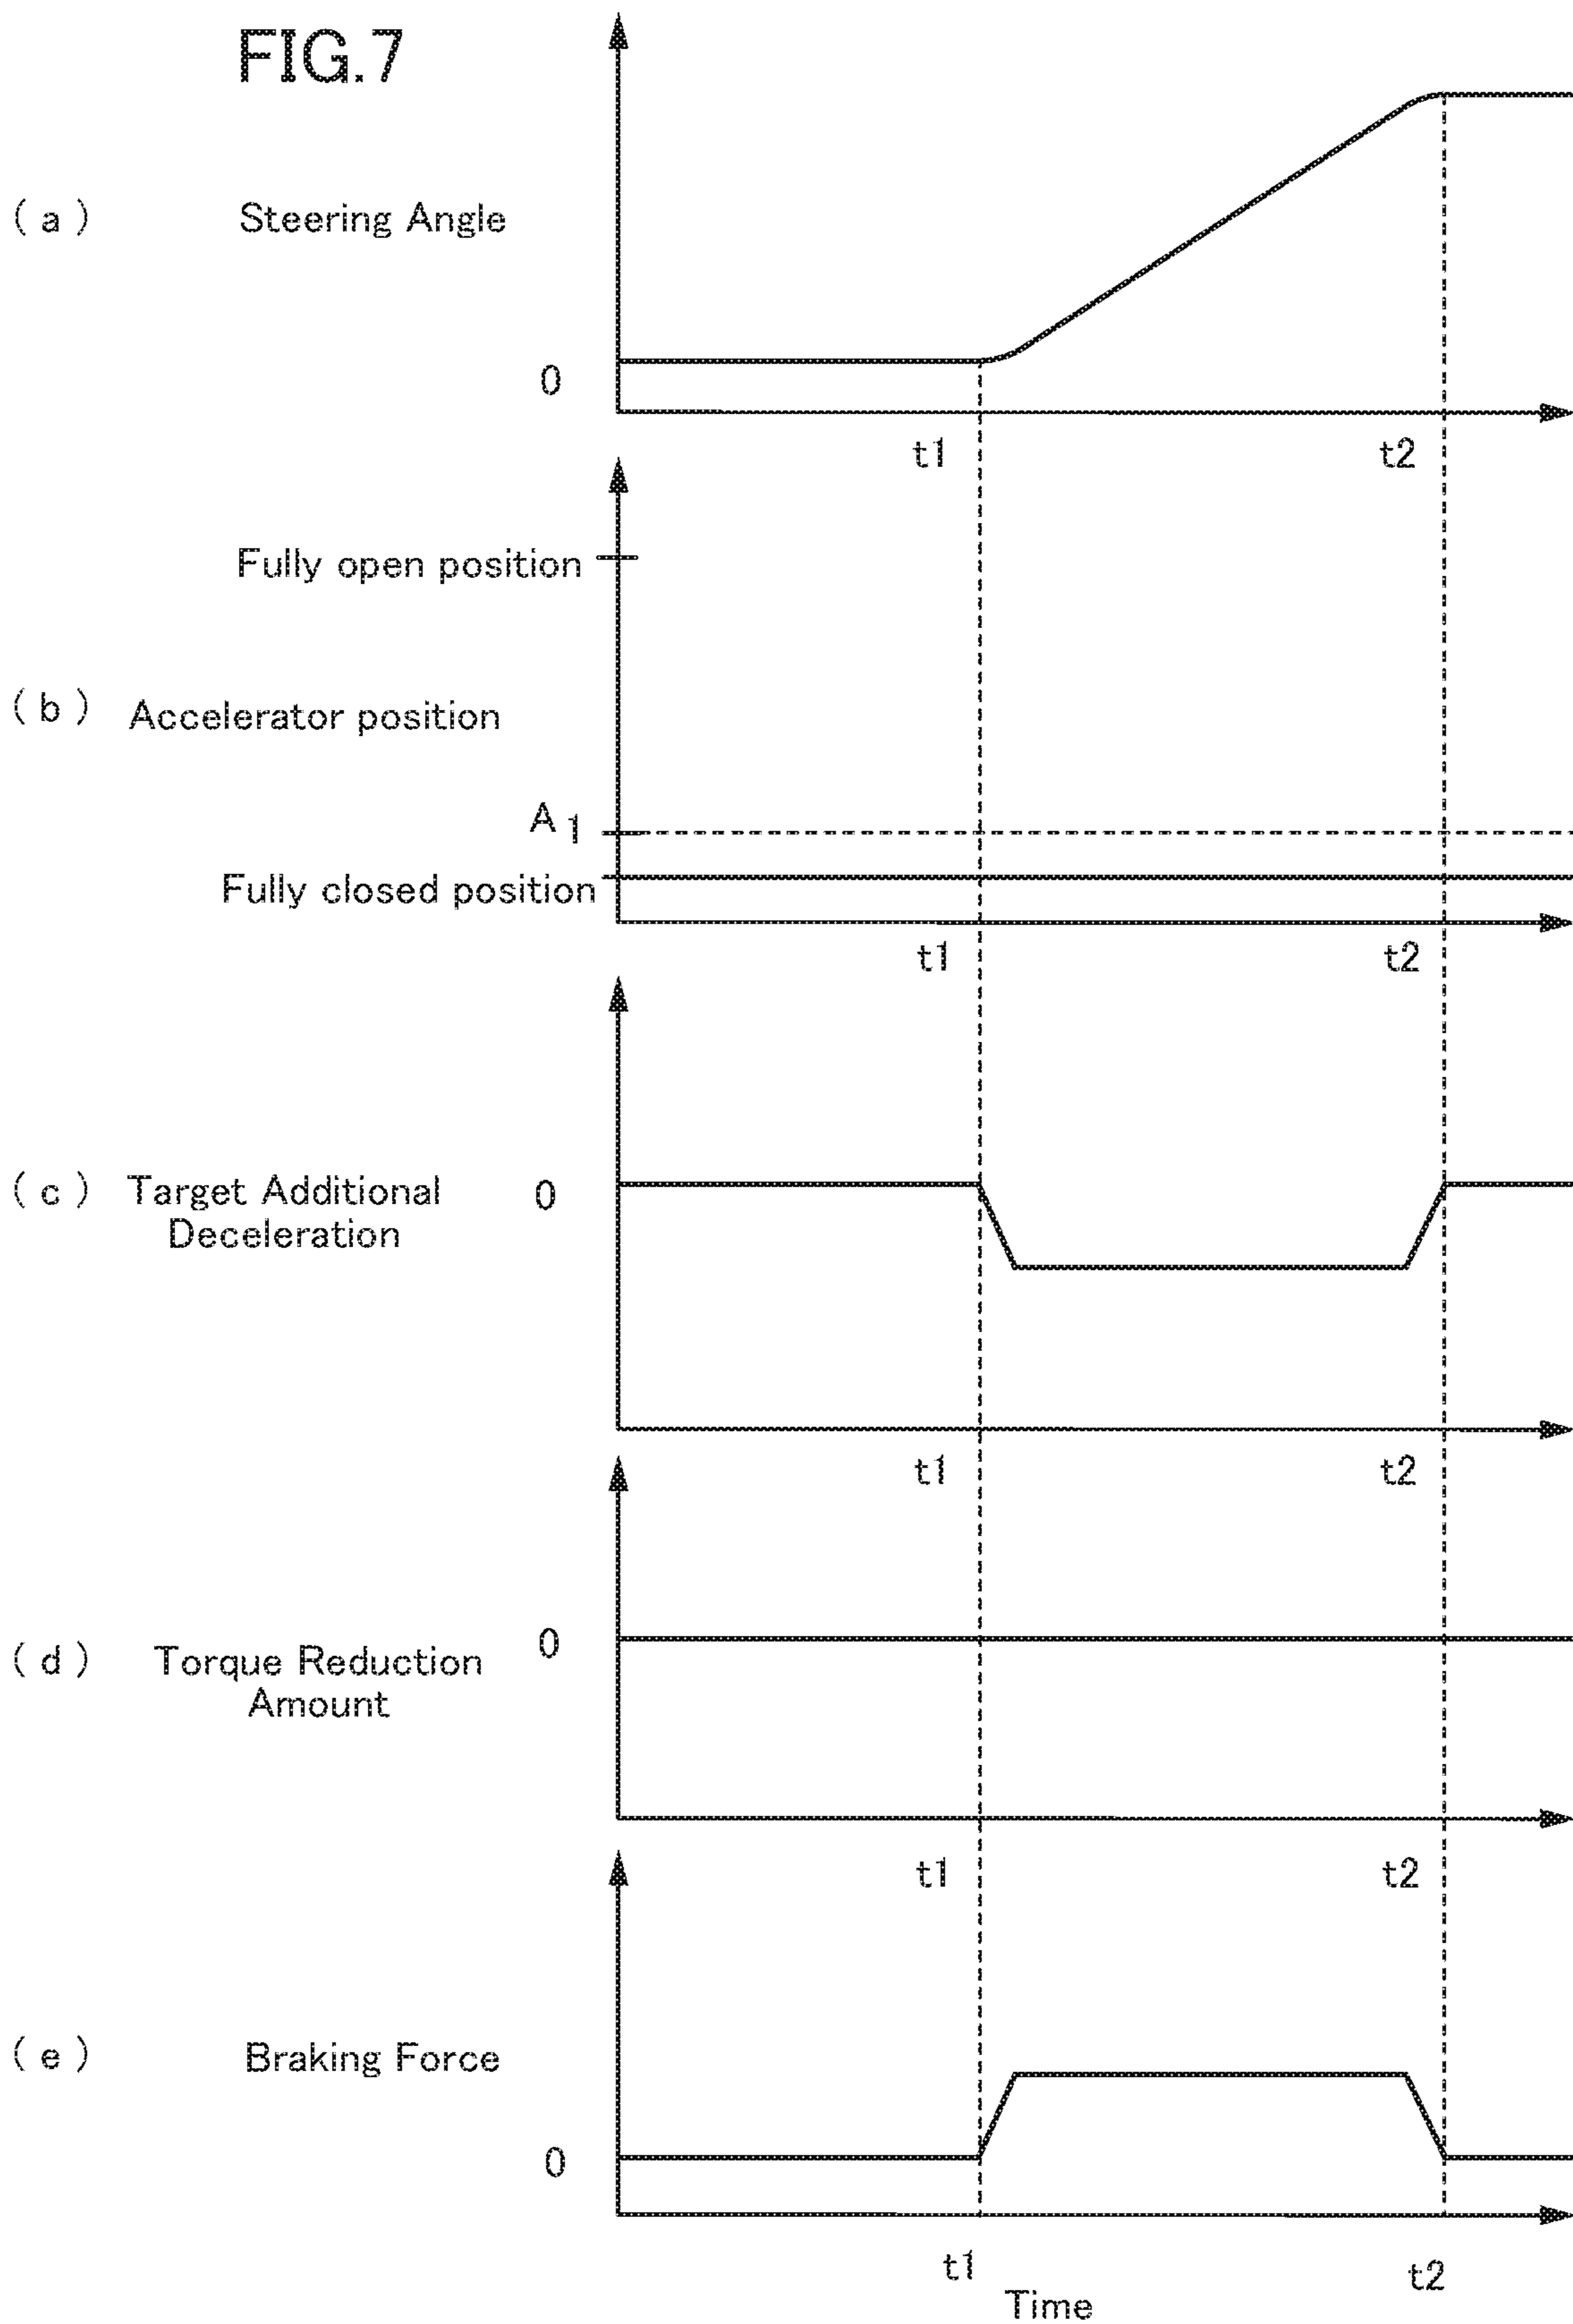 FIG.7
( a ) Steering Angle
0
t1 t2
Fully open position
( b ) Accelerator position
A1
Fully closed position
t1 t2
( c ) Target Additional
Deceleration
0
t1 t2
0
( d ) Torque Reduction
Amount
t1 t2
( e ) Braking Force
0
t1 t2
Time